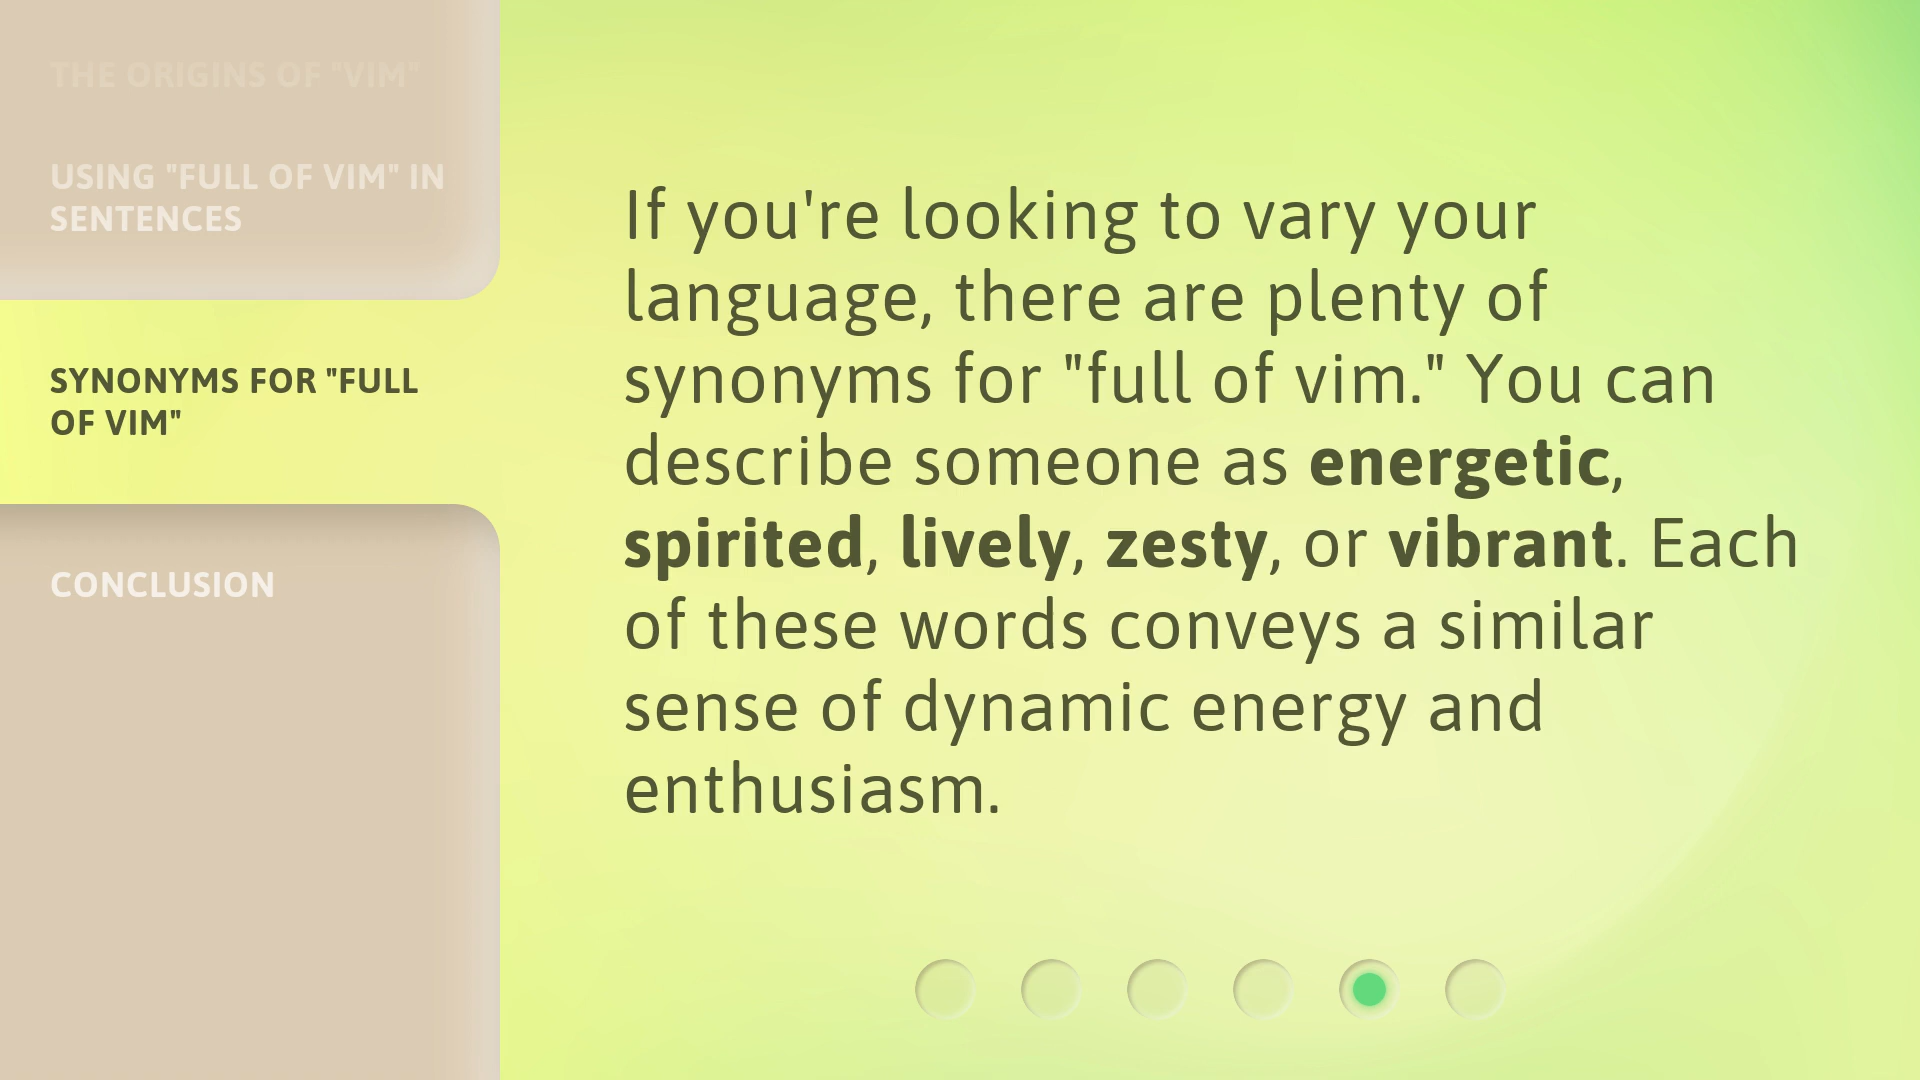 THE ORIGINS OF "VIM"
USING "FULL OF VIM" IN
SENTENCES
SYNONYMS FOR "FULL
OF VIM"
CONCLUSION
If you're looking to vary your
language, there are plenty of
synonyms for "full of vim." You can
describe someone as energetic,
spirited, lively, zesty, or vibrant. Each
of these words conveys a similar
sense of dynamic energy and
enthusiasm.